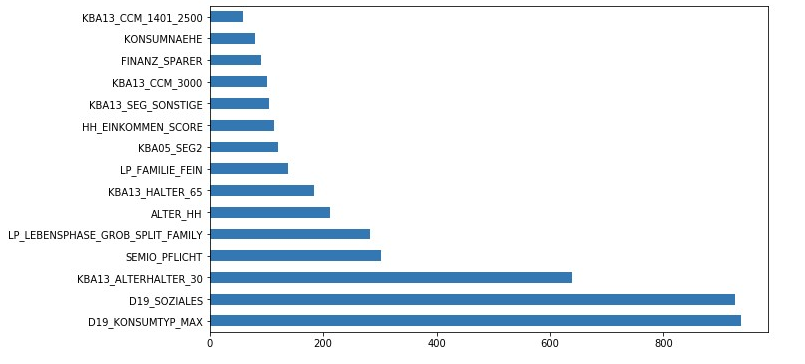 KBA13_CCM_1401_2500
KONSUMNAEHE
FINANZ_SPARER
KBA13_CCM_3000
KBA13_SEG_SONSTIGE
HH_EINKOMMEN_SCORE
KBA05_SEG2
LP_FAMILIE_FEIN
KBA13_HALTER_65
ALTER_HH
LP_LEBENSPHASE_GROB_SPLIT_FAMILY
SEMIO_PFLICHT
KBA13_ALTERHALTER_30
D19_SOZIALES
D19_KONSUMTYP_MAX
0 200 400 600 800